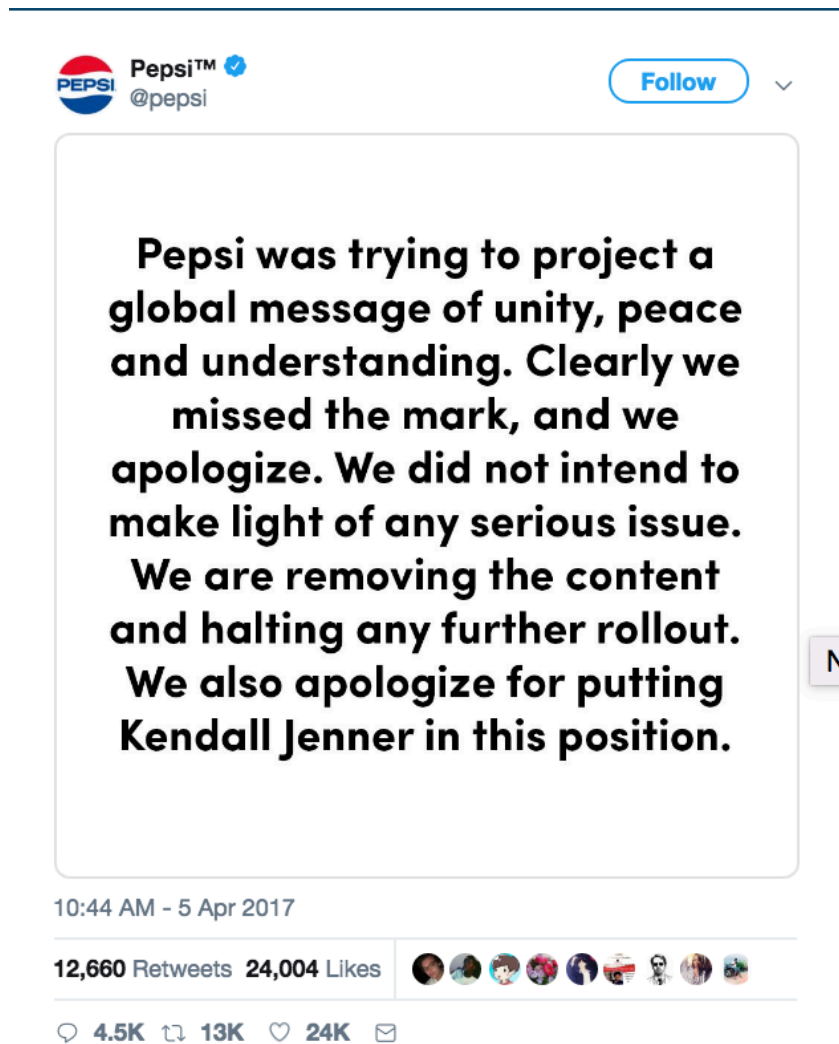 PEPSI
Pepsi™
@pepsi
Follow
Pepsi was trying to project a
global message of unity, peace
and understanding. Clearly we
missed the mark, and we
apologize. We did not intend to
make light of any serious issue.
We are removing the content
and halting any further rollout.
We also apologize for putting
Kendall Jenner in this position.
N
10:44 AM - 5 Apr 2017
12,660 Retweets 24,004 Likes
4.5K 13K 24K